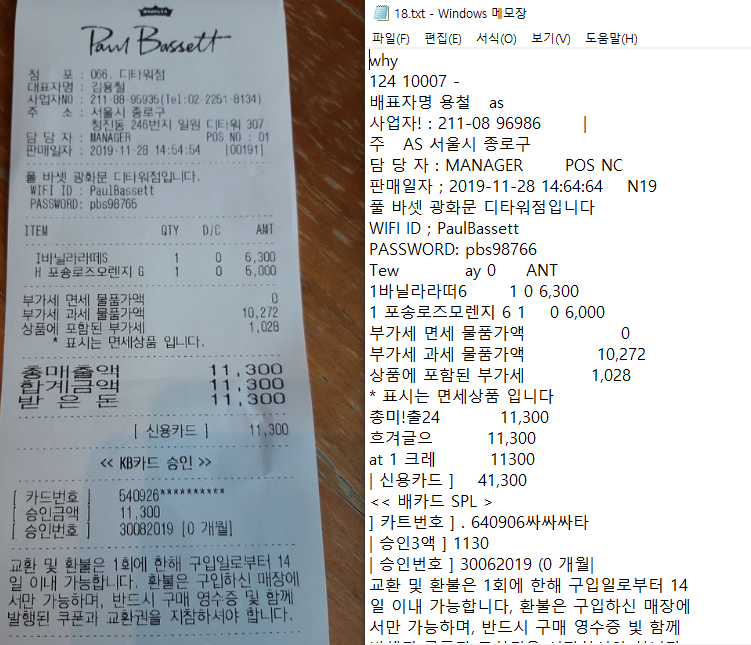 Paul Bassett
점 포 : 066. 디타워점
대표자명 : 김용철
사업자NO : 211-88-95935(Tel:02-2251-8134)
주 소 : 서울시 종로구
청진동 246번지 일원 디타워 307
담 당 자 : MANAGER POS NO : 01
판매일자 : 2019-11-28 14:54:54 [00191]
폴 바셋 광화문 디타워점입니다.
WIFI ID : PaulBassett
PASSWORD: pbs98765
ITEM QTY D/C AMT
I바닐라라떼S 1 0 6,300
H 포숑로즈오렌지 G 1 0 5,000
부가세 면세 물품가액 0
부가세 과세 물품가액 10,272
상품에 포함된 부가세 1,028
* 표시는 면세상품 입니다.
총매출액 11,300
합계금액 11,300
받 은 돈 11,300
[ 신용카드 ] 11,300
<< KB카드 승인 >>
[ 카드번호 ] 540926**********
[ 승인금액 ] 11,300
[ 승인번호 ] 30082019 [0 개월]
교환 및 환불은 1회에 한해 구입일로부터 14
일 이내 가능합니다. 환불은 구입하신 매장에
서만 가능하며, 반드시 구매 영수증 및 함께
발행된 쿠폰과 교환권을 지참하셔야 합니다.
18.txt - Windows 메모장
파일(F) 편집(E) 서식(O) 보기(V) 도움말(H)
why
124 10007 -
배표자명 용철 as
사업자! : 211-08 96986 |
주 AS 서울시 종로구
담 당 자 : MANAGER POS NC
판매일자 ; 2019-11-28 14:64:64 N19
풀 바셋 광화문 디타워점입니다
WIFI ID ; PaulBassett
PASSWORD: pbs98766
Tew ay 0 ANT
1바닐라라떠6 1 0 6,300
1 포송로즈모렌지 6 1 0 6,000
부가세 면세 물품가액 0
부가세 과세 물품가액 10,272
상품에 포함된 부가세 1,028
* 표시는 면세상품 입니다
총미!출24 11,300
흐겨글으 11,300
at 1 크레 11300
| 신용카드 ] 41,300
<< 배카드 SPL >
] 카트번호 ] . 640906싸싸싸타
| 승인3액 ] 1130
| 승인번호 ] 30062019 (0 개월|
교환 및 환불은 1회에 한해 구입일로부터 14
일 이내 가능합니다, 환불은 구입하신 매장에
서만 가능하며, 반드시 구매 영수증 빛 함께